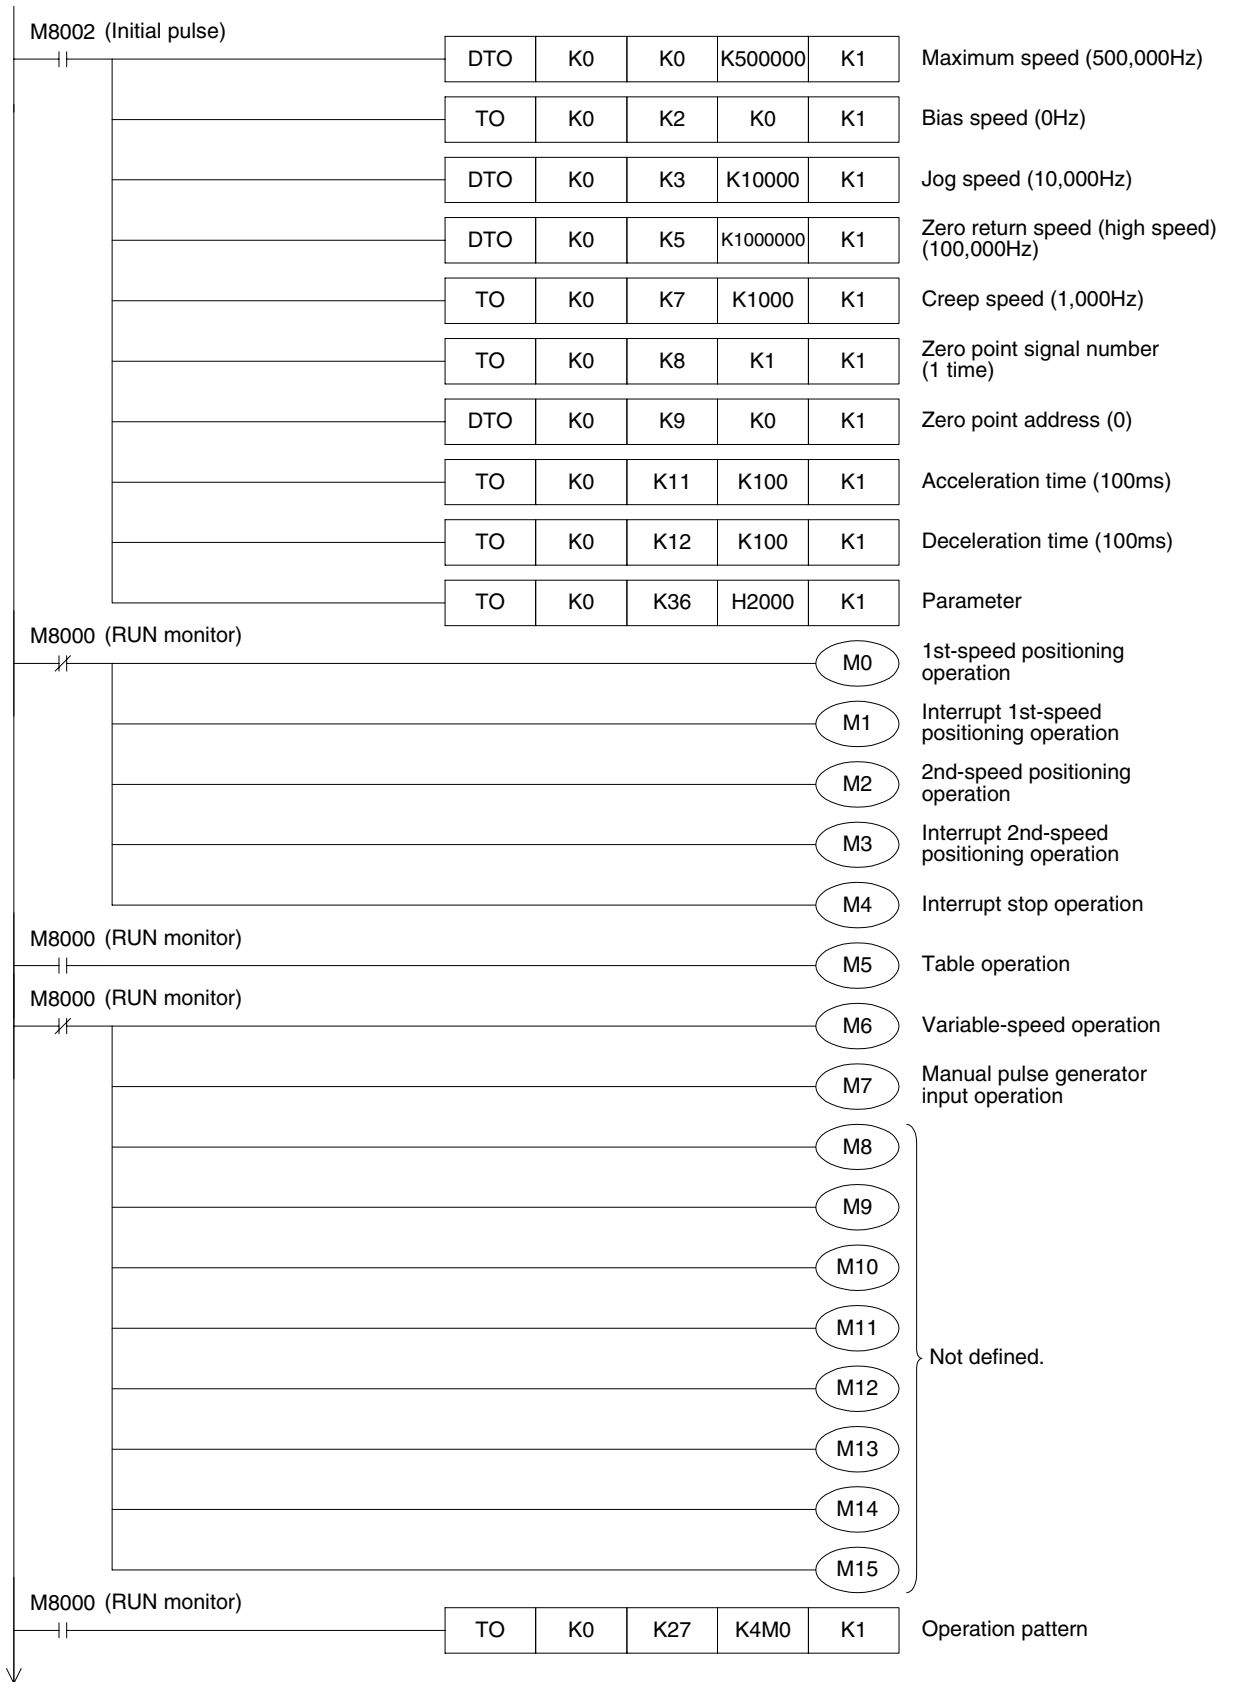 M8002 (Initial pulse)
DTO K0 K0 K500000 K1 Maximum speed (500,000Hz)
TO K0 K2 K0 K1 Bias speed (0Hz)
DTO K0 K3 K10000 K1 Jog speed (10,000Hz)
DTO K0 K5 K1000000 K1 Zero return speed (high speed)
(100,000Hz)
TO K0 K7 K1000 K1 Creep speed (1,000Hz)
TO K0 K8 K1 K1 Zero point signal number
(1 time)
DTO K0 K9 K0 K1 Zero point address (0)
TO K0 K11 K100 K1 Acceleration time (100ms)
TO K0 K12 K100 K1 Deceleration time (100ms)
TO K0 K36 H2000 K1 Parameter
M8000 (RUN monitor)
M0 1st-speed positioning
operation
M1 Interrupt 1st-speed
positioning operation
M2 2nd-speed positioning
operation
M3 Interrupt 2nd-speed
positioning operation
M4 Interrupt stop operation
M8000 (RUN monitor)
M5 Table operation
M8000 (RUN monitor)
M6 Variable-speed operation
M7 Manual pulse generator
input operation
M8
M9
M10
M11
Not defined.
M12
M13
M14
M15
M8000 (RUN monitor)
TO K0 K27 K4M0 K1 Operation pattern